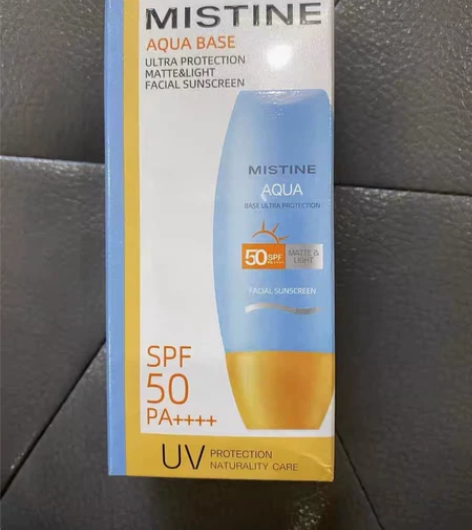 MISTINE
AQUA BASE
ULTRA PROTECTION
MATTE&LIGHT
FACIAL SUNSCREEN
MISTINE
AQUA
BASE ULTRA PROTECTION
50 SPF
MATTE &
LIGHT
FACIAL SUNSCREEN
SPF
50
PA++++
UV PROTECTION
NATURALITY CARE